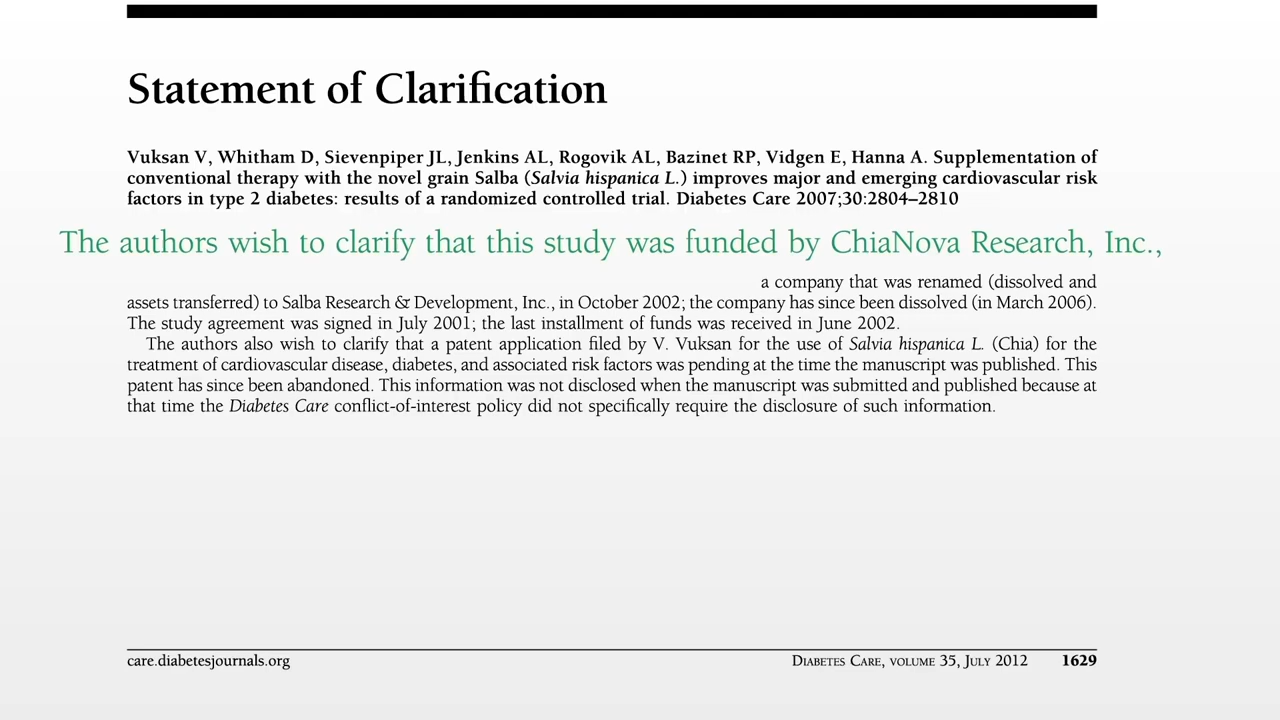 Statement of Clarification
Vuksan V, Whitham D, Sievenpiper JL, Jenkins AL, Rogovik AL, Bazinet RP, Vidgen E, Hanna A. Supplementation of
conventional therapy with the novel grain Salba (Salvia hispanica L.) improves major and emerging cardiovascular risk
factors in type 2 diabetes: results of a randomized controlled trial. Diabetes Care 2007;30:2804–2810
The authors wish to clarify that this study was funded by ChiaNova Research, Inc.,
a company that was renamed (dissolved and
assets transferred) to Salba Research & Development, Inc., in October 2002; the company has since been dissolved (in March 2006).
The study agreement was signed in July 2001; the last installment of funds was received in June 2002.
The authors also wish to clarify that a patent application filed by V. Vuksan for the use of Salvia hispanica L. (Chia) for the
treatment of cardiovascular disease, diabetes, and associated risk factors was pending at the time the manuscript was published. This
patent has since been abandoned. This information was not disclosed when the manuscript was submitted and published because at
that time the Diabetes Care conflict-of-interest policy did not specifically require the disclosure of such information.
care.diabetesjournals.org
Diabetes Care, volume 35, July 2012 1629